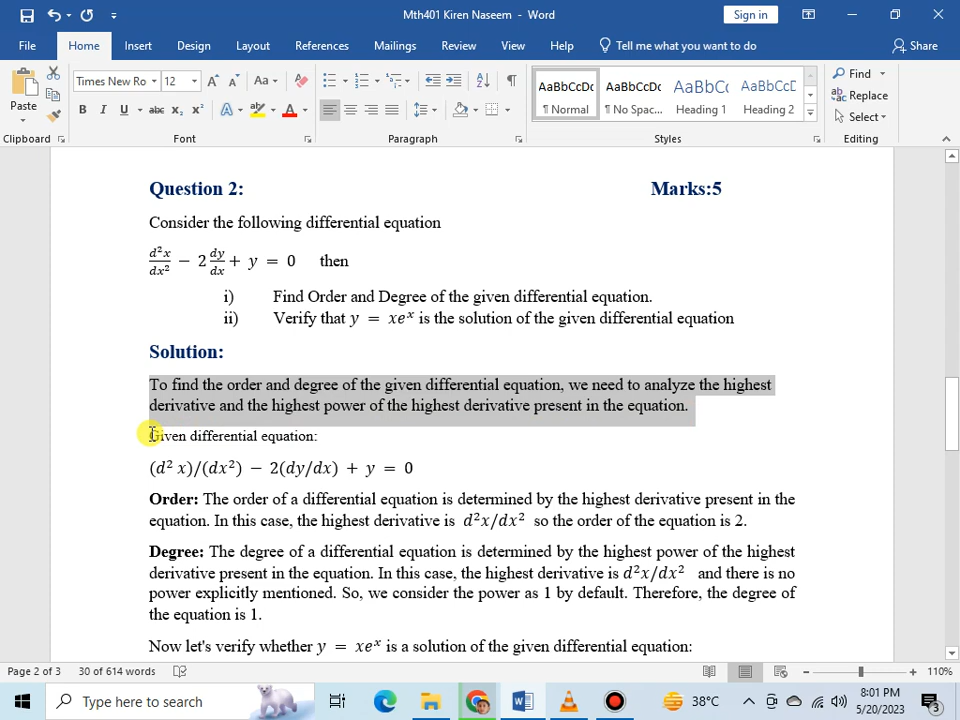 Mth401 Kiren Naseem - Word
Sign in
File Home Insert Design Layout References Mailings Review View Help Tell me what you want to do Share
Paste
Times New Ro 12
Aa
B I U abc x₂ x² A A
Clipboard Font Paragraph Styles Editing
AaBbCcDc AaBbCcDc AaBbCc AaBbCcD
¶ Normal ¶ No Spac... Heading 1 Heading 2
Find
Replace
Select
Question 2: Marks:5
Consider the following differential equation
d²x/dx² − 2 dy/dx + y = 0 then
i) Find Order and Degree of the given differential equation.
ii) Verify that y = xeˣ is the solution of the given differential equation
Solution:
To find the order and degree of the given differential equation, we need to analyze the highest
derivative and the highest power of the highest derivative present in the equation.
Given differential equation:
(d² x)/(dx²) − 2(dy/dx) + y = 0
Order: The order of a differential equation is determined by the highest derivative present in the
equation. In this case, the highest derivative is d²x/dx² so the order of the equation is 2.
Degree: The degree of a differential equation is determined by the highest power of the highest
derivative present in the equation. In this case, the highest derivative is d²x/dx² and there is no
power explicitly mentioned. So, we consider the power as 1 by default. Therefore, the degree of
the equation is 1.
Now let's verify whether y = xeˣ is a solution of the given differential equation:
Page 2 of 3 30 of 614 words 110%
Type here to search
38°C
8:01 PM
5/20/2023
3